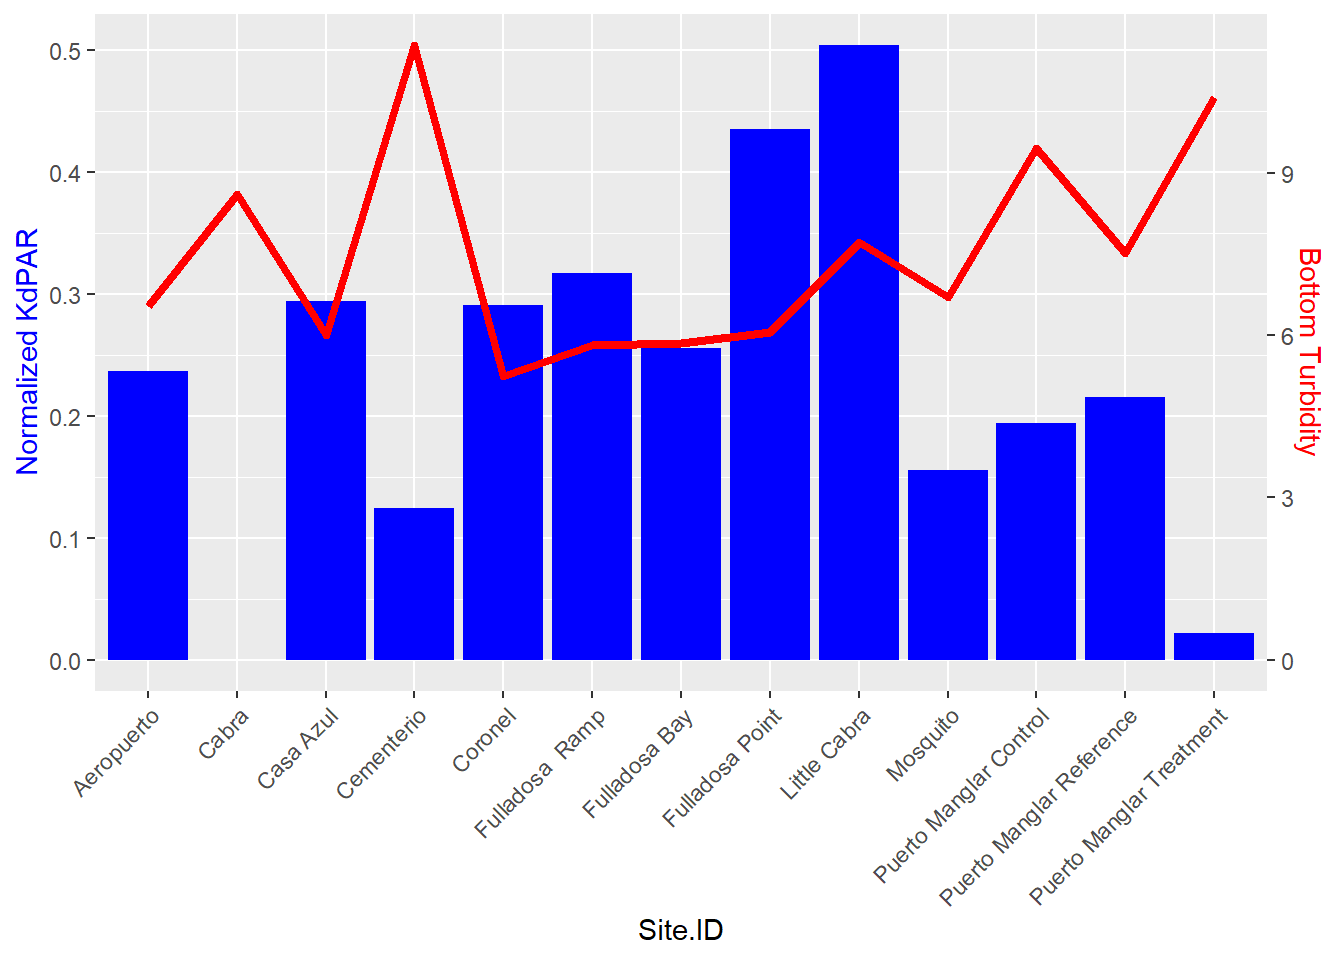 Normalized KdPAR
0.5
0.4
0.3
0.2
0.1
0.0
9
6
3
0
Bottom Turbidity
Aeropuerto
Cabra
Casa Azul
Cementerio
Coronel
Fulladosa  Ramp
Fulladosa Bay
Fulladosa Point
Little Cabra
Mosquito
Puerto Manglar Control
Puerto Manglar Reference
Puerto Manglar Treatment
Site.ID